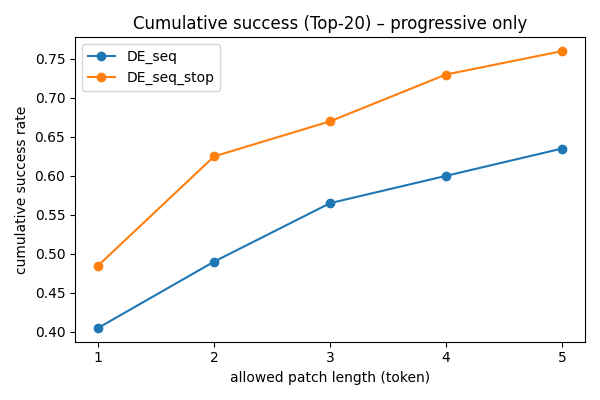 Cumulative success (Top-20) – progressive only
DE_seq
DE_seq_stop
cumulative success rate
0.75
0.70
0.65
0.60
0.55
0.50
0.45
0.40
1 2 3 4 5
allowed patch length (token)